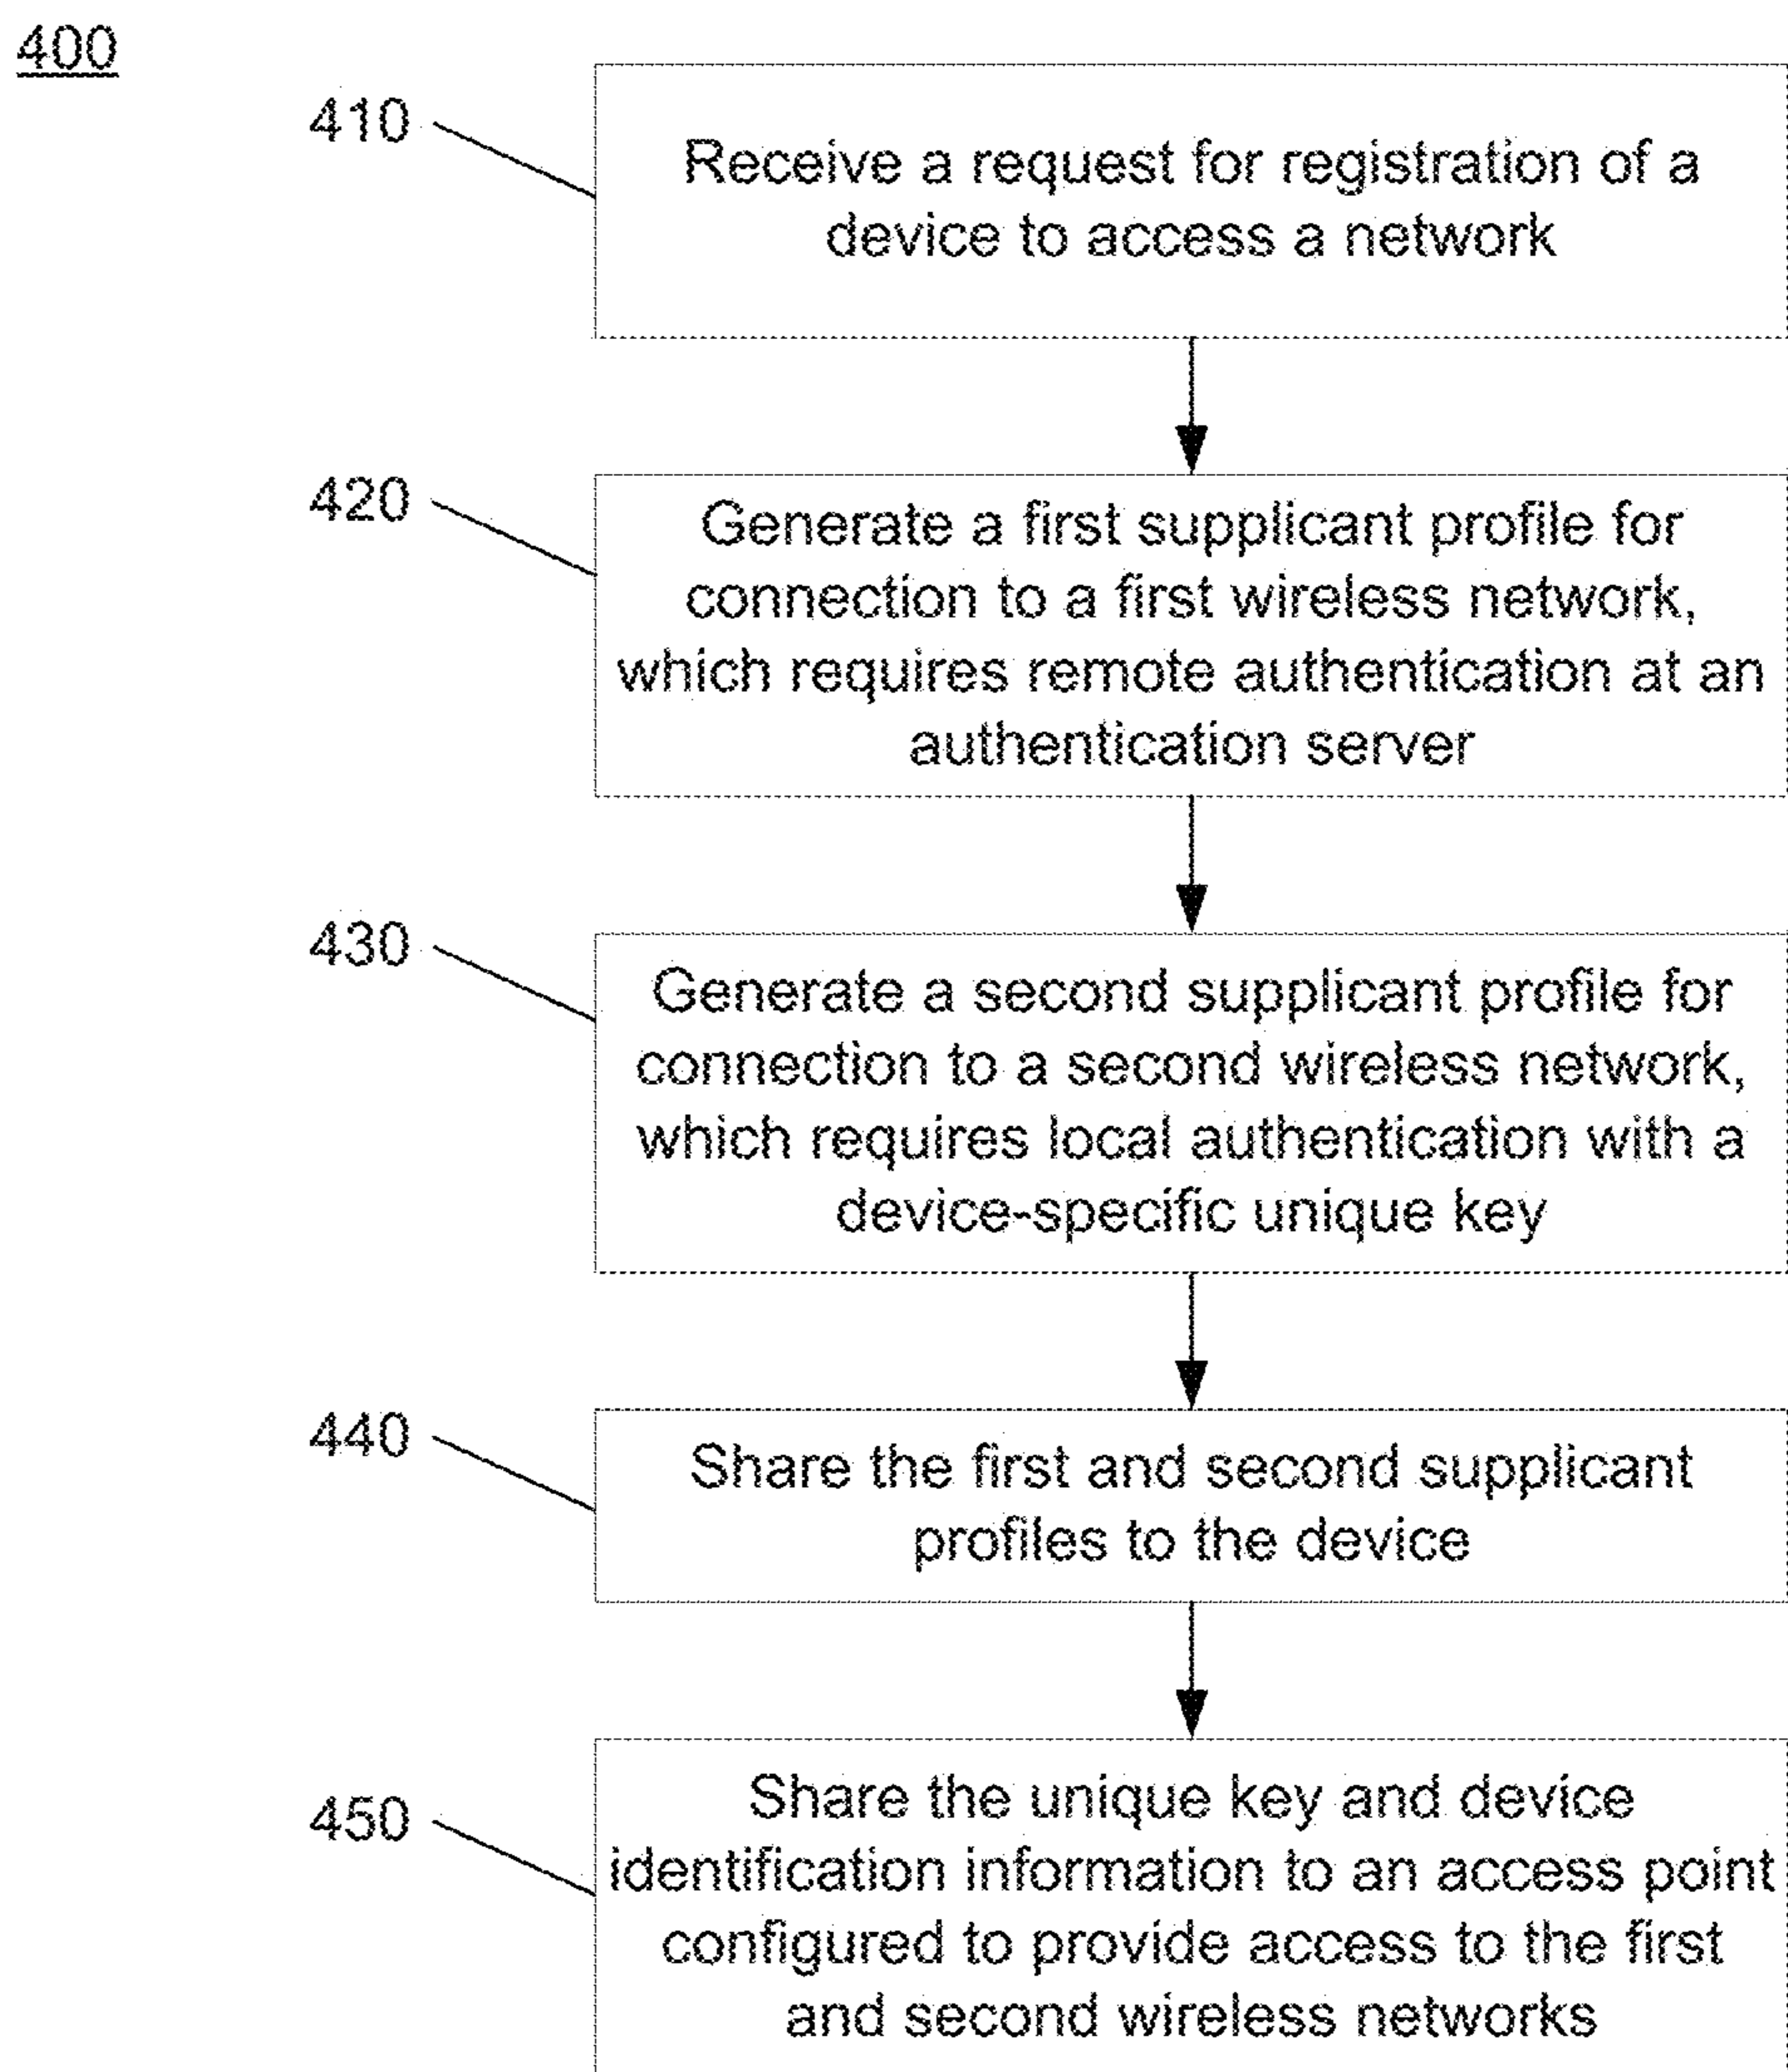 400
410
Receive a request for registration of a
device to access a network
420
Generate a first supplicant profile for
connection to a first wireless network,
which requires remote authentication at an
authentication server
430
Generate a second supplicant profile for
connection to a second wireless network,
which requires local authentication with a
device-specific unique key
440
Share the first and second supplicant
profiles to the device
450
Share the unique key and device
identification information to an access point
configured to provide access to the first
and second wireless networks